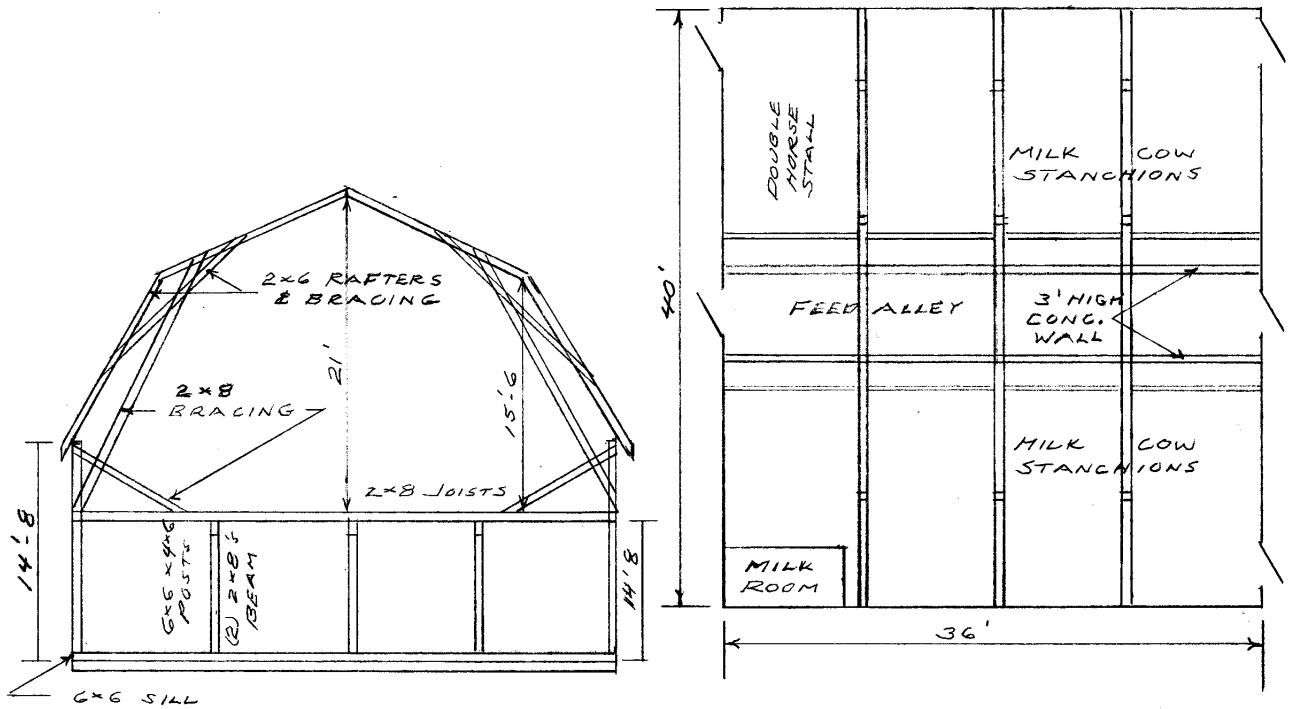 2×6 RAFTERS
& BRACING
2×8
BRACING
21'
15'-6
2×8 JOISTS
14'-8
6×6 ×4×6
POSTS
(2) 2×8'S
BEAM
14'8
6×6 SILL
40'
DOUBLE
HORSE
STALL
MILK COW
STANCHIONS
FEED ALLEY
3' HIGH
CONC.
WALL
MILK COW
STANCHIONS
MILK
ROOM
36'